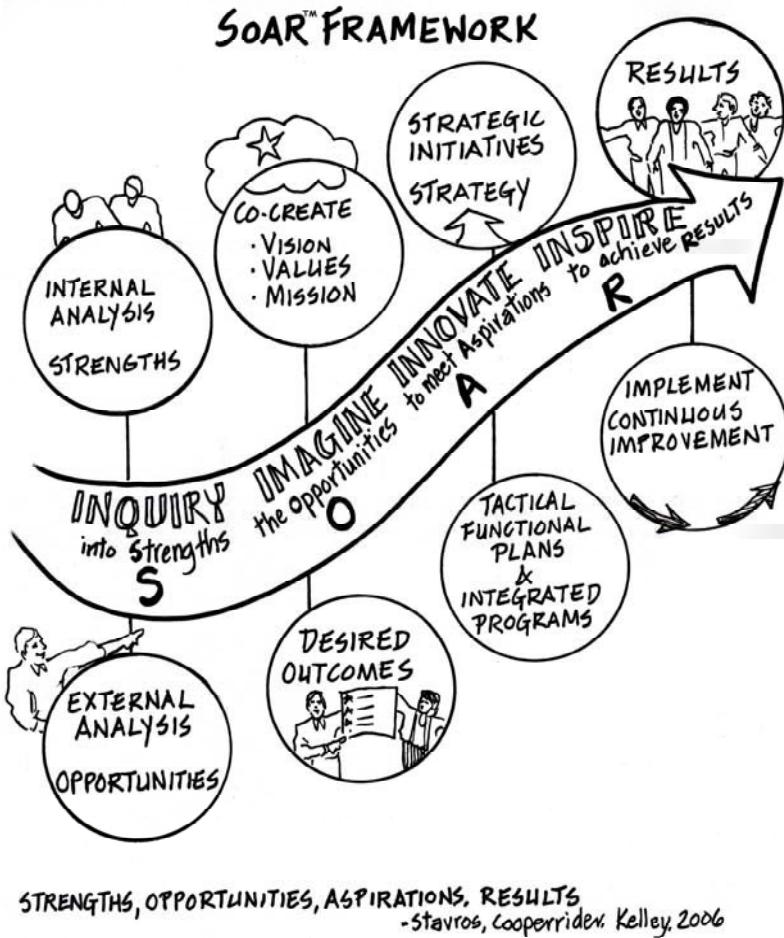 SOAR™ FRAMEWORK
INTERNAL
ANALYSIS
STRENGTHS
CO-CREATE
· VISION
· VALUES
· MISSION
STRATEGIC
INITIATIVES
STRATEGY
RESULTS
INQUIRY
into Strengths
S
IMAGINE
the Opportunities
O
INNOVATE
to meet Aspirations
A
INSPIRE
to achieve RESULTS
R
EXTERNAL
ANALYSIS
OPPORTUNITIES
DESIRED
OUTCOMES
TACTICAL
FUNCTIONAL
PLANS
&
INTEGRATED
PROGRAMS
IMPLEMENT
CONTINUOUS
IMPROVEMENT
STRENGTHS, OPPORTUNITIES, ASPIRATIONS. RESULTS
-Stavros, Cooperrider. Kelley. 2006